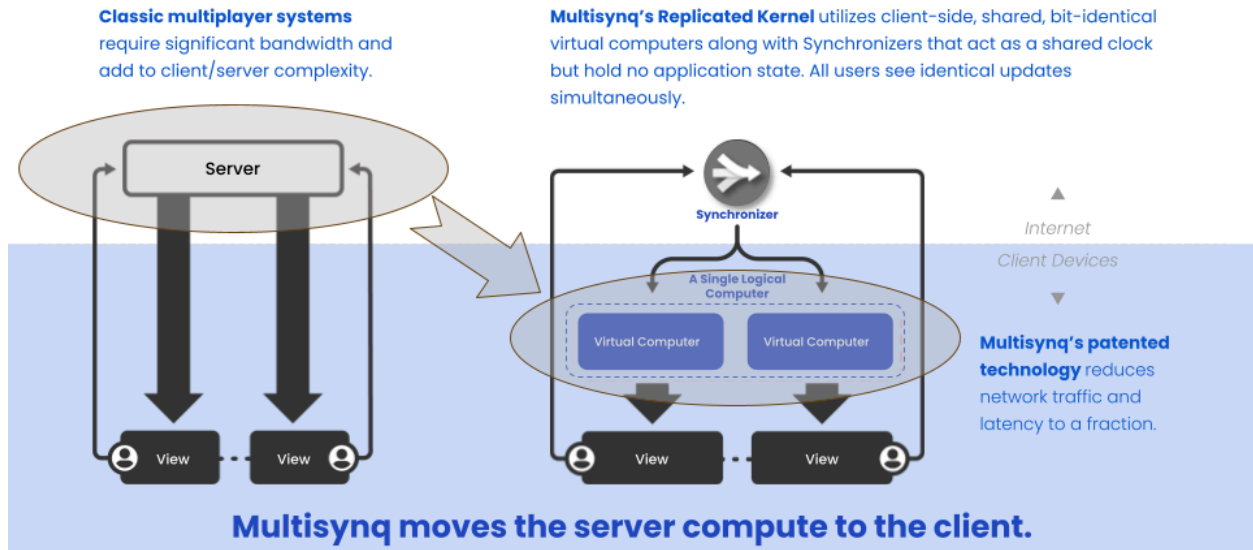 Classic multiplayer systems
require significant bandwidth and
add to client/server complexity.
Multisynq's Replicated Kernel utilizes client-side, shared, bit-identical
virtual computers along with Synchronizers that act as a shared clock
but hold no application state. All users see identical updates
simultaneously.
Server
View
View
Synchronizer
A Single Logical
Computer
Virtual Computer
Virtual Computer
View
View
Internet
Client Devices
Multisynq's patented
technology reduces
network traffic and
latency to a fraction.
Multisynq moves the server compute to the client.